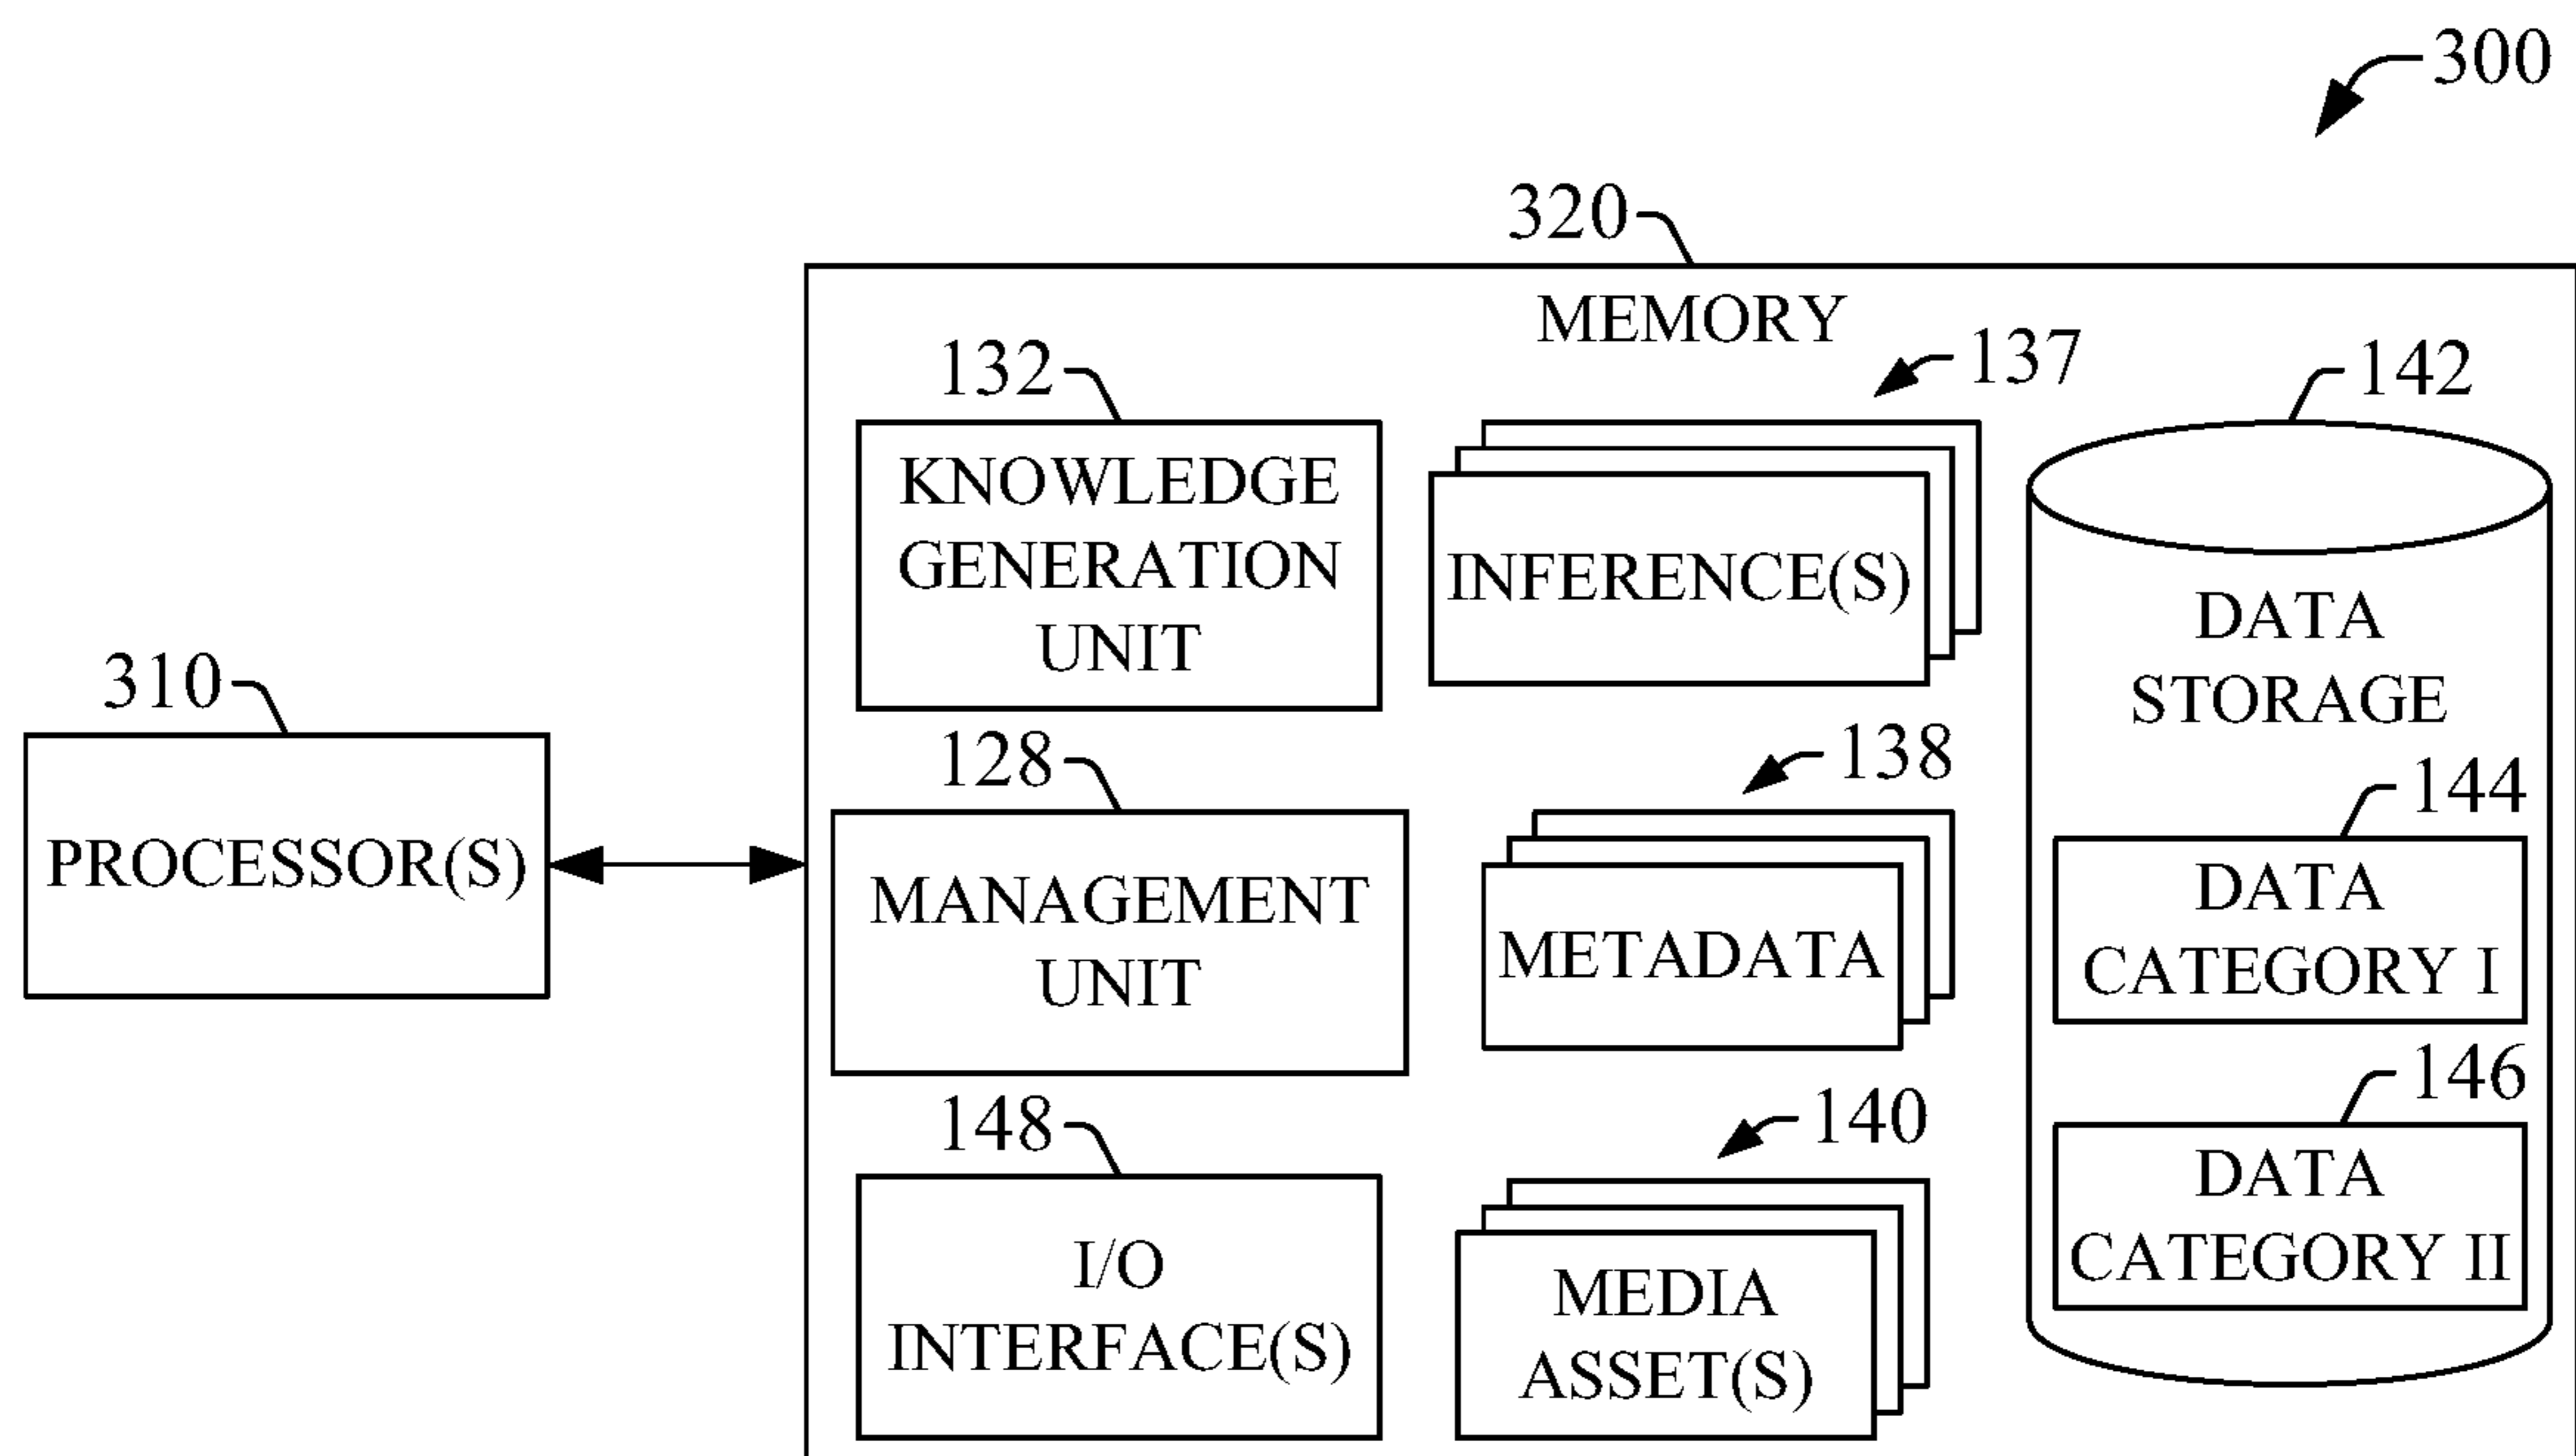 300
320
MEMORY
132
KNOWLEDGE
GENERATION
UNIT
137
INFERENCE(S)
142
DATA
STORAGE
310
PROCESSOR(S)
128
MANAGEMENT
UNIT
138
METADATA
144
DATA
CATEGORY I
148
I/O
INTERFACE(S)
140
MEDIA
ASSET(S)
146
DATA
CATEGORY II